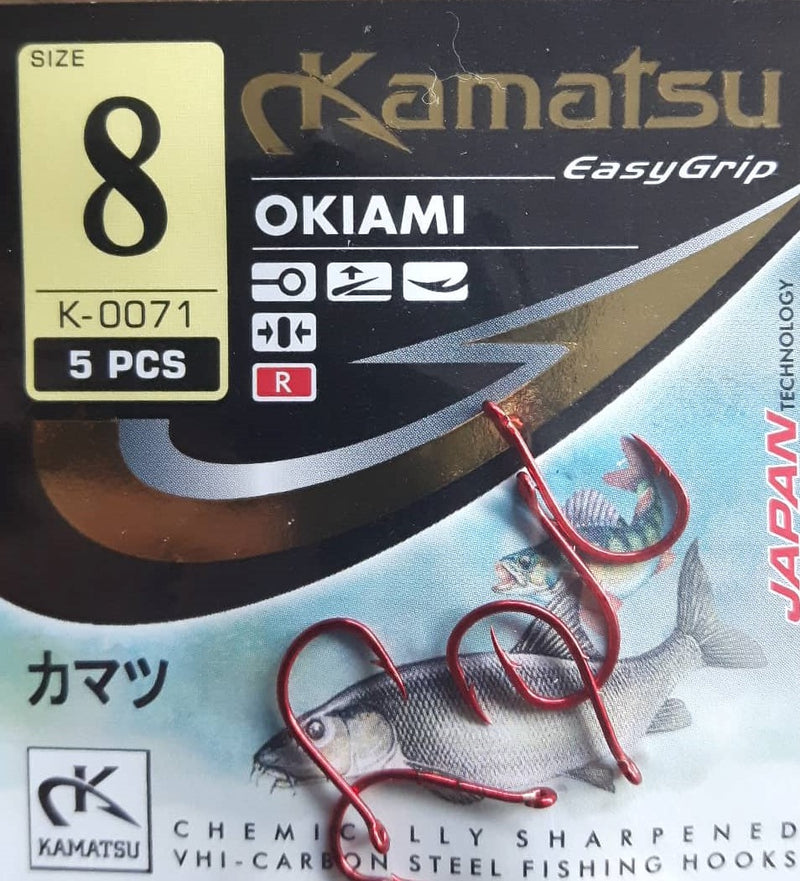 SIZE
8
K-0071
5 PCS
Kamatsu
EasyGrip
OKIAMI
R
JAPAN TECHNOLOGY
カマツ
K
KAMATSU
CHEMICALLY SHARPENED
VHI-CARBON STEEL FISHING HOOKS